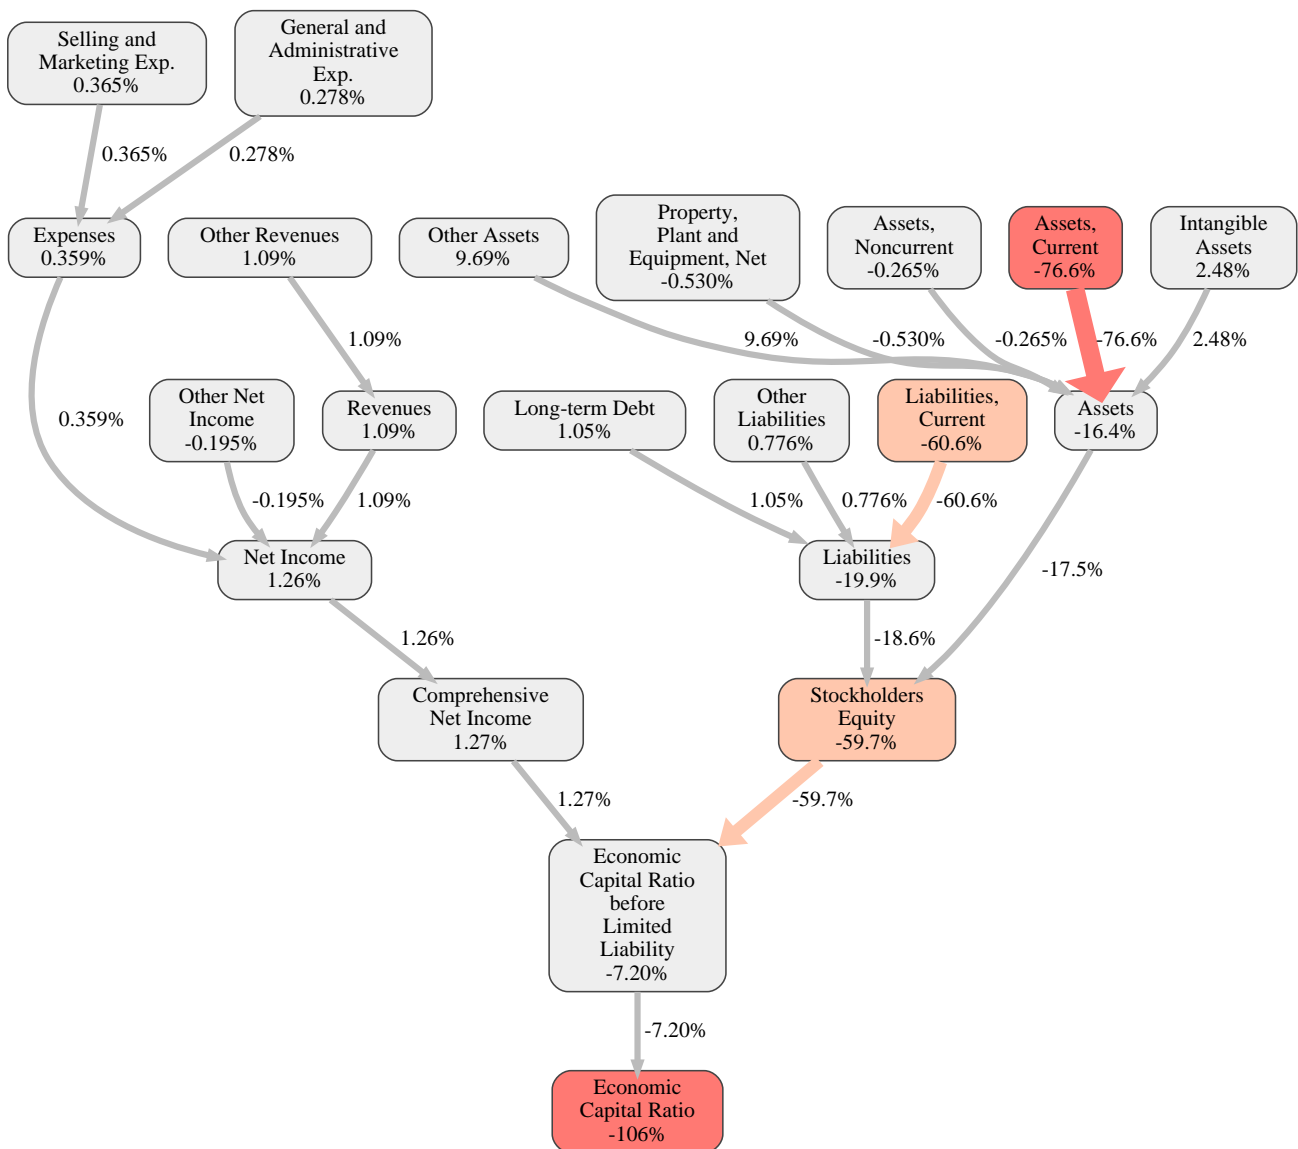 Selling and
Marketing Exp.
0.365%
General and
Administrative
Exp.
0.278%
0.365%
0.278%
Expenses
0.359%
Other Revenues
1.09%
Other Assets
9.69%
Property,
Plant and
Equipment, Net
-0.530%
Assets,
Noncurrent
-0.265%
Assets,
Current
-76.6%
Intangible
Assets
2.48%
1.09%
9.69%
-0.530%
-0.265%
-76.6%
2.48%
0.359%
Other Net
Income
-0.195%
Revenues
1.09%
Long-term Debt
1.05%
Other
Liabilities
0.776%
Liabilities,
Current
-60.6%
Assets
-16.4%
-0.195%
1.09%
1.05%
0.776%
-60.6%
Net Income
1.26%
Liabilities
-19.9%
-17.5%
1.26%
-18.6%
Comprehensive
Net Income
1.27%
Stockholders
Equity
-59.7%
1.27%
-59.7%
Economic
Capital Ratio
before
Limited
Liability
-7.20%
-7.20%
Economic
Capital Ratio
-106%